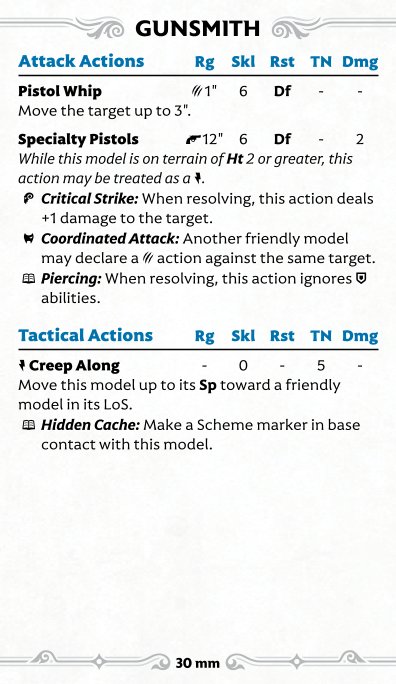 GUNSMITH
Attack Actions Rg Skl Rst TN Dmg
Pistol Whip 1" 6 Df - -
Move the target up to 3".
Specialty Pistols 12" 6 Df - 2
While this model is on terrain of Ht 2 or greater, this
action may be treated as a .
Critical Strike: When resolving, this action deals
+1 damage to the target.
Coordinated Attack: Another friendly model
may declare a action against the same target.
Piercing: When resolving, this action ignores
abilities.
Tactical Actions Rg Skl Rst TN Dmg
Creep Along - 0 - 5 -
Move this model up to its Sp toward a friendly
model in its LoS.
Hidden Cache: Make a Scheme marker in base
contact with this model.
30 mm